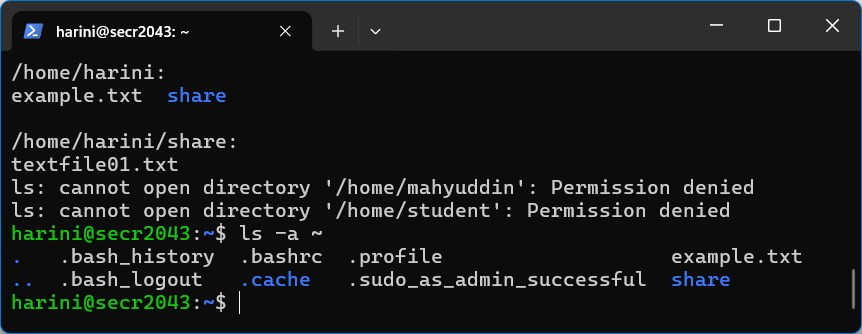 harini@secr2043: ~
/home/harini:
example.txt  share
/home/harini/share:
textfile01.txt
ls: cannot open directory '/home/mahyuddin': Permission denied
ls: cannot open directory '/home/student': Permission denied
harini@secr2043:~$ ls -a ~
.   .bash_history  .bashrc  .profile                   example.txt
..  .bash_logout   .cache   .sudo_as_admin_successful  share
harini@secr2043:~$